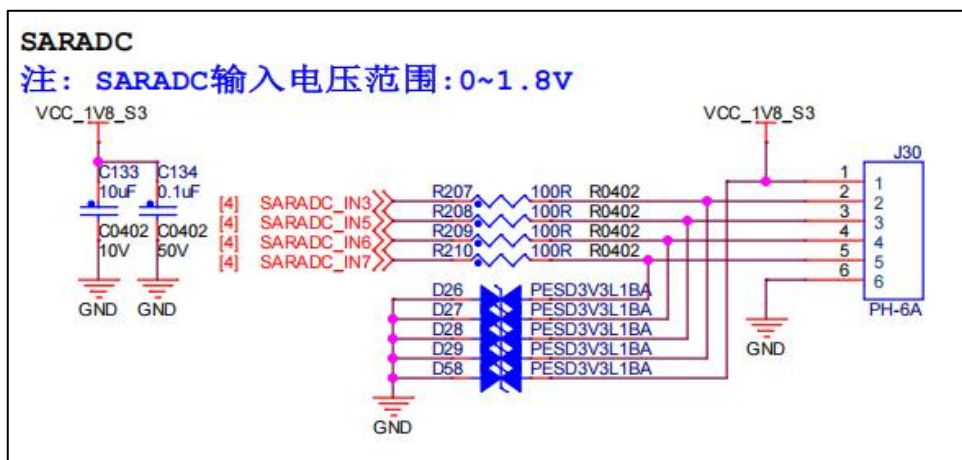 SARADC
注: SARADC输入电压范围:0~1.8V
VCC_1V8_S3
C133
10uF
C0402
10V
GND
C134
0.1uF
C0402
50V
GND
[4] SARADC_IN3 R207 100R R0402
[4] SARADC_IN5 R208 100R R0402
[4] SARADC_IN6 R209 100R R0402
[4] SARADC_IN7 R210 100R R0402
D26 PESD3V3L1BA
D27 PESD3V3L1BA
D28 PESD3V3L1BA
D29 PESD3V3L1BA
D58 PESD3V3L1BA
GND
VCC_1V8_S3
J30
1 1
2 2
3 3
4 4
5 5
6 6
PH-6A
GND